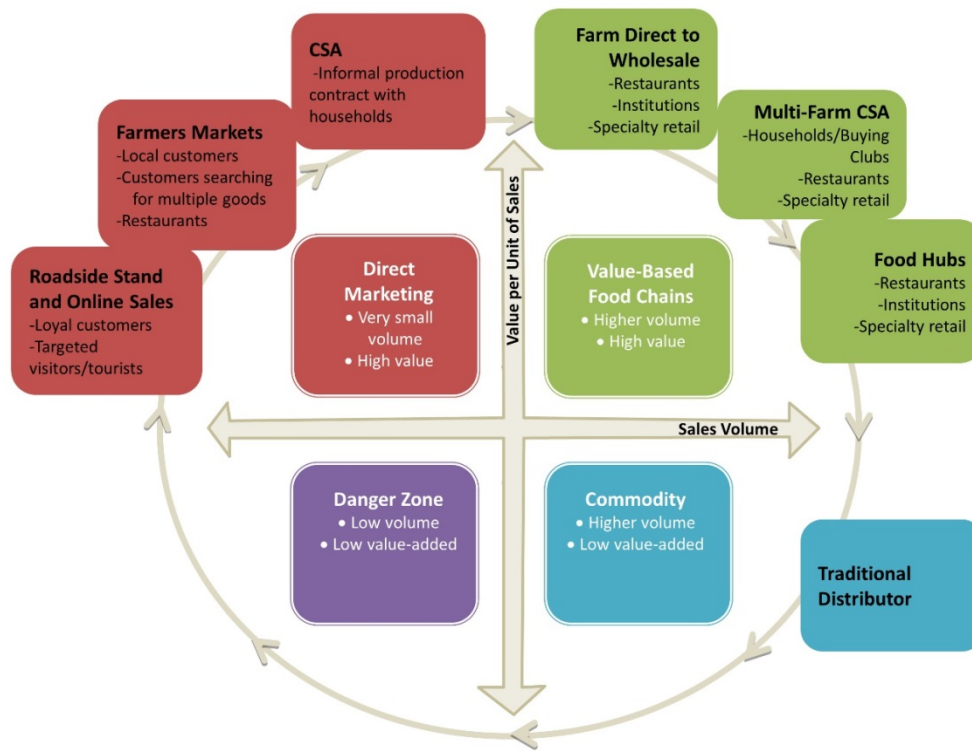 CSA
-Informal production
contract with
households
Farm Direct to
Wholesale
-Restaurants
-Institutions
-Specialty retail
Farmers Markets
-Local customers
-Customers searching
for multiple goods
-Restaurants
Multi-Farm CSA
-Households/Buying
Clubs
-Restaurants
-Specialty retail
Roadside Stand
and Online Sales
-Loyal customers
-Targeted
visitors/tourists
Food Hubs
-Restaurants
-Institutions
-Specialty retail
Value per Unit of Sales
Direct
Marketing
• Very small
volume
• High value
Value-Based
Food Chains
• Higher volume
• High value
Sales Volume
Danger Zone
• Low volume
• Low value-added
Commodity
• Higher volume
• Low value-added
Traditional
Distributor